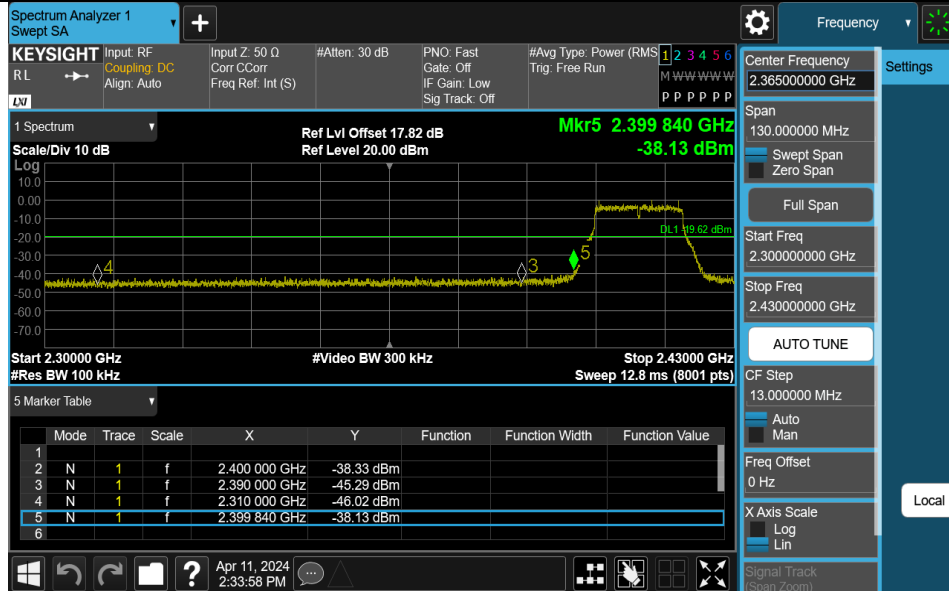 Spectrum Analyzer 1
Swept SA
+
Frequency
KEYSIGHT
RL
LXI
Input: RF
Coupling: DC
Align: Auto
Input Z: 50 Ω
Corr CCorr
Freq Ref: Int (S)
#Atten: 30 dB
PNO: Fast
Gate: Off
IF Gain: Low
Sig Track: Off
#Avg Type: Power (RMS
Trig: Free Run
1 2 3 4 5 6
M W W W W W
P P P P P P
1 Spectrum
Scale/Div 10 dB
Ref Lvl Offset 17.82 dB
Ref Level 20.00 dBm
Mkr5 2.399 840 GHz
-38.13 dBm
Log
10.0
0.00
-10.0
-20.0
-30.0
-40.0
-50.0
-60.0
-70.0
DL1 -19.62 dBm
4
3
5
Start 2.30000 GHz
#Video BW 300 kHz
Stop 2.43000 GHz
#Res BW 100 kHz
Sweep 12.8 ms (8001 pts)
5 Marker Table
Mode Trace Scale X Y Function Function Width Function Value
1
2 N 1 f 2.400 000 GHz -38.33 dBm
3 N 1 f 2.390 000 GHz -45.29 dBm
4 N 1 f 2.310 000 GHz -46.02 dBm
5 N 1 f 2.399 840 GHz -38.13 dBm
6
Apr 11, 2024
2:33:58 PM
?
Center Frequency
2.365000000 GHz
Span
130.000000 MHz
Swept Span
Zero Span
Full Span
Start Freq
2.300000000 GHz
Stop Freq
2.430000000 GHz
AUTO TUNE
CF Step
13.000000 MHz
Auto
Man
Freq Offset
0 Hz
X Axis Scale
Log
Lin
Signal Track
(Span Zoom)
Settings
Local